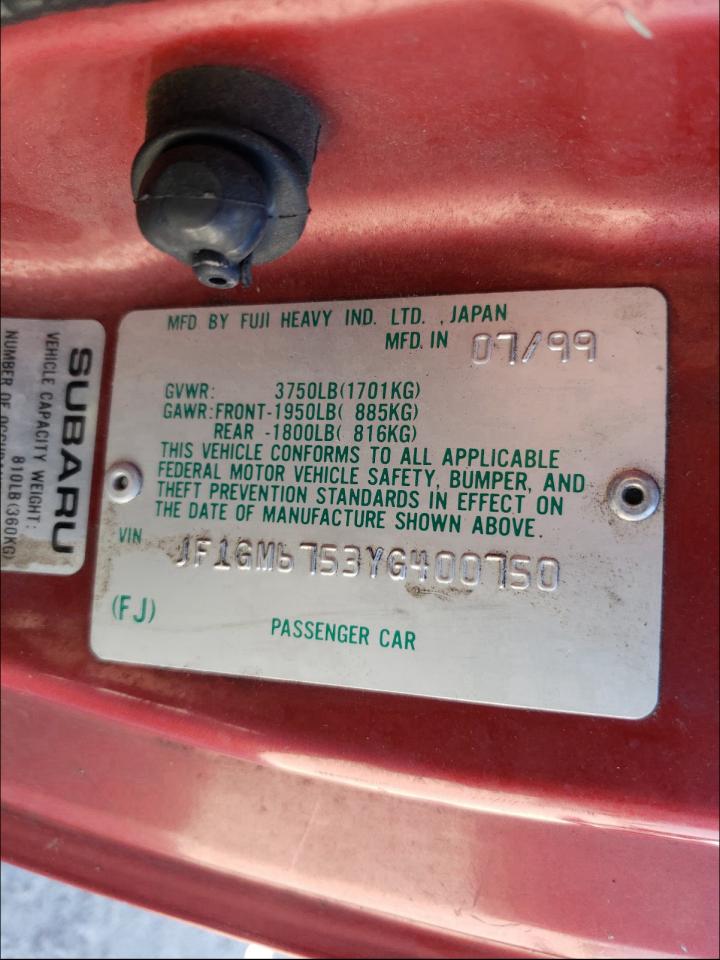 MFD BY FUJI HEAVY IND. LTD. , JAPAN
MFD. IN 07/99
GVWR: 3750LB(1701KG)
GAWR:FRONT-1950LB( 885KG)
REAR -1800LB( 816KG)
THIS VEHICLE CONFORMS TO ALL APPLICABLE
FEDERAL MOTOR VEHICLE SAFETY, BUMPER, AND
THEFT PREVENTION STANDARDS IN EFFECT ON
THE DATE OF MANUFACTURE SHOWN ABOVE.
VIN JF1GM6753YG400750
(FJ)
PASSENGER CAR
SUBARU
VEHICLE CAPACITY WEIGHT:
810LB(360KG)
NUMBER OF